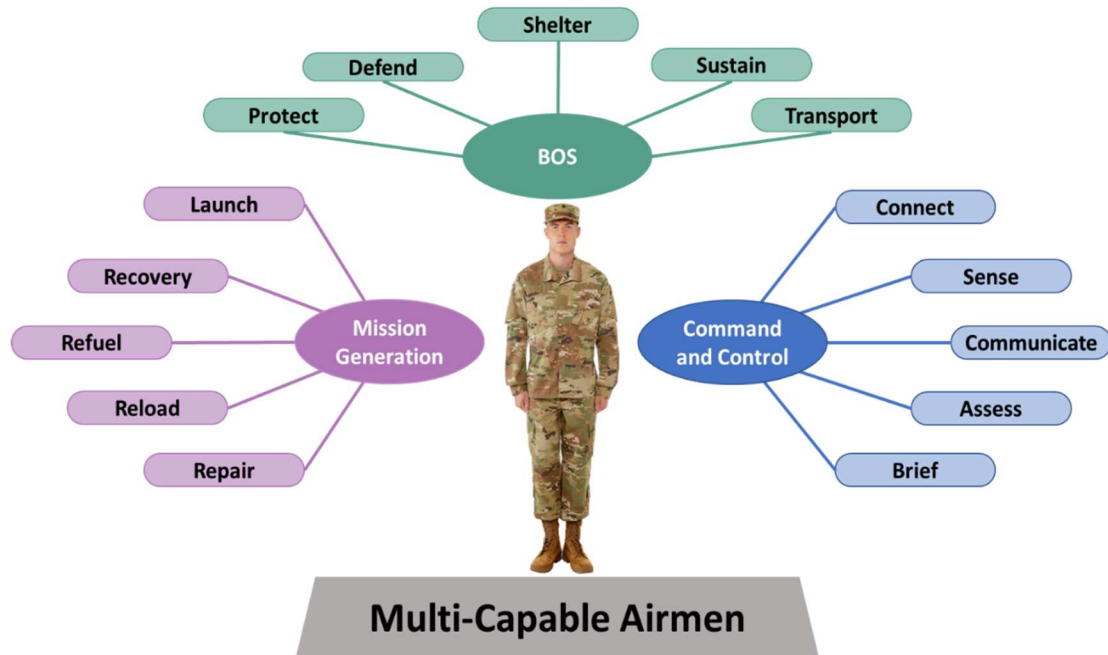 Shelter
Defend
Sustain
Protect
Transport
BOS
Launch
Recovery
Refuel
Reload
Repair
Mission
Generation
Connect
Sense
Communicate
Assess
Brief
Command
and Control
Multi-Capable Airmen